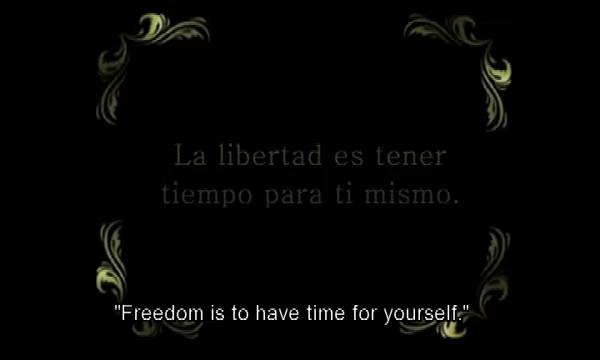 La libertad es tener
tiempo para ti mismo.
"Freedom is to have time for yourself."